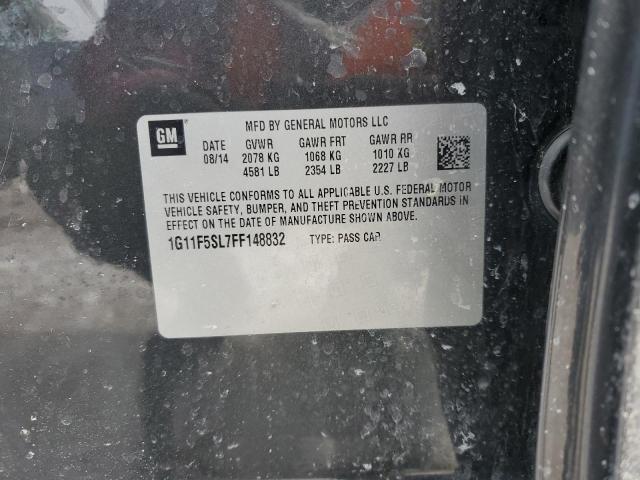 GM
MFD BY GENERAL MOTORS LLC
DATE GVWR GAWR FRT GAWR RR
08/14 2078 KG 1068 KG 1010 KG
4581 LB 2354 LB 2227 LB
THIS VEHICLE CONFORMS TO ALL APPLICABLE U.S. FEDERAL MOTOR
VEHICLE SAFETY, BUMPER, AND THEFT PREVENTION STANDARDS IN
EFFECT ON THE DATE OF MANUFACTURE SHOWN ABOVE.
1G11F5SL7FF148832 TYPE: PASS CAR